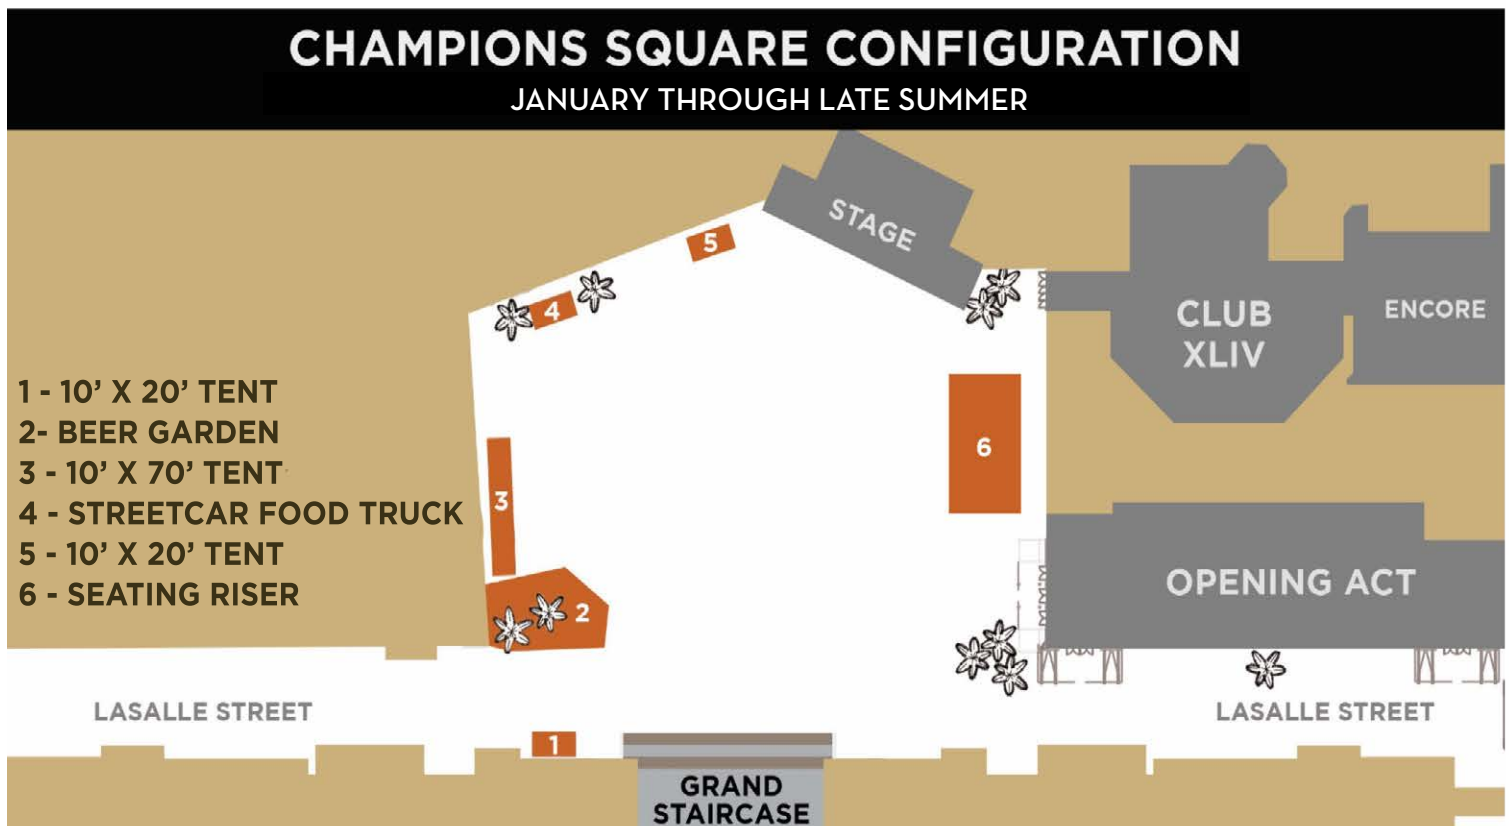 CHAMPIONS SQUARE CONFIGURATION
JANUARY THROUGH LATE SUMMER
STAGE
5
4
CLUB
XLIV
ENCORE
1 - 10’ X 20’ TENT
2- BEER GARDEN
3 - 10’ X 70’ TENT
4 - STREETCAR FOOD TRUCK
5 - 10’ X 20’ TENT
6 - SEATING RISER
6
3
OPENING ACT
2
LASALLE STREET
LASALLE STREET
1
GRAND
STAIRCASE